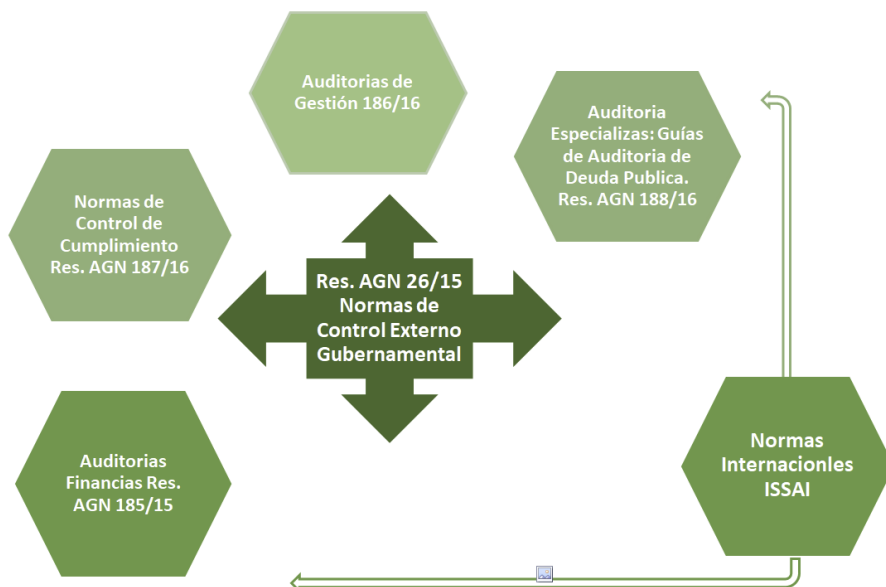 Auditorias de
Gestión 186/16
Auditoria
Especializas: Guías
de Auditoria de
Deuda Publica.
Res. AGN 188/16
Normas de
Control de
Cumplimiento
Res. AGN 187/16
Res. AGN 26/15
Normas de
Control Externo
Gubernamental
Auditorias
Financias Res.
AGN 185/15
Normas
Internacionles
ISSAI